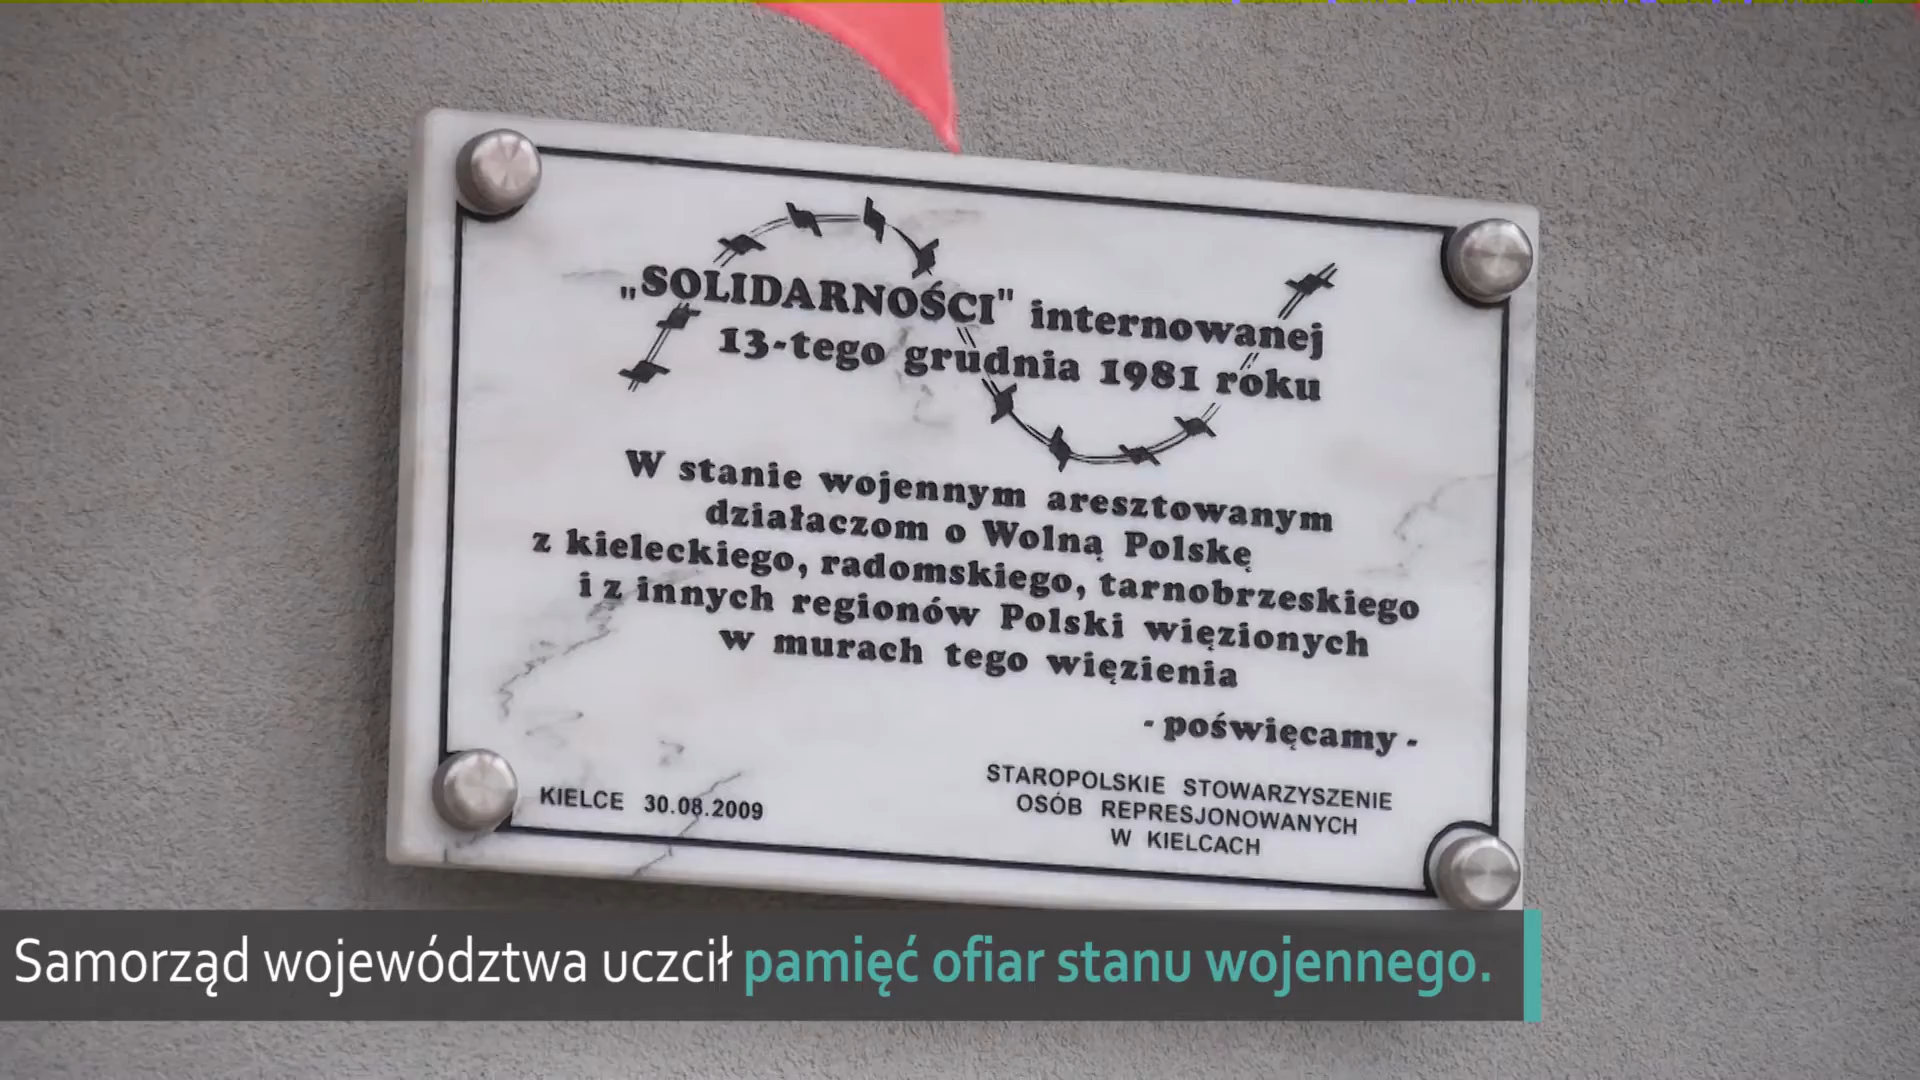 „SOLIDARNOŚCI" internowanej
13-tego grudnia 1981 roku
W stanie wojennym aresztowanym
działaczom o Wolną Polskę
z kieleckiego, radomskiego, tarnobrzeskiego
i z innych regionów Polski więzionych
w murach tego więzienia
- poświęcamy -
KIELCE 30.08.2009
STAROPOLSKIE STOWARZYSZENIE
OSÓB REPRESJONOWANYCH
W KIELCACH
Samorząd województwa uczcił pamięć ofiar stanu wojennego.